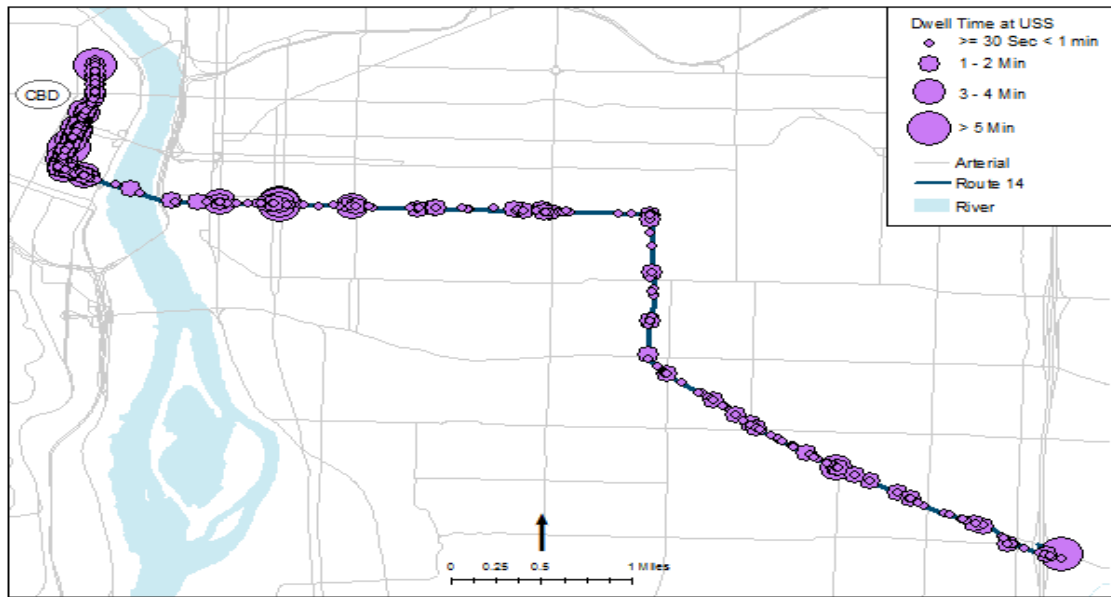 Dwell Time at USS
>= 30 Sec < 1 min
1 - 2 Min
3 - 4 Min
> 5 Min
Arterial
Route 14
River
CBD
0 0.25 0.5 1 Miles